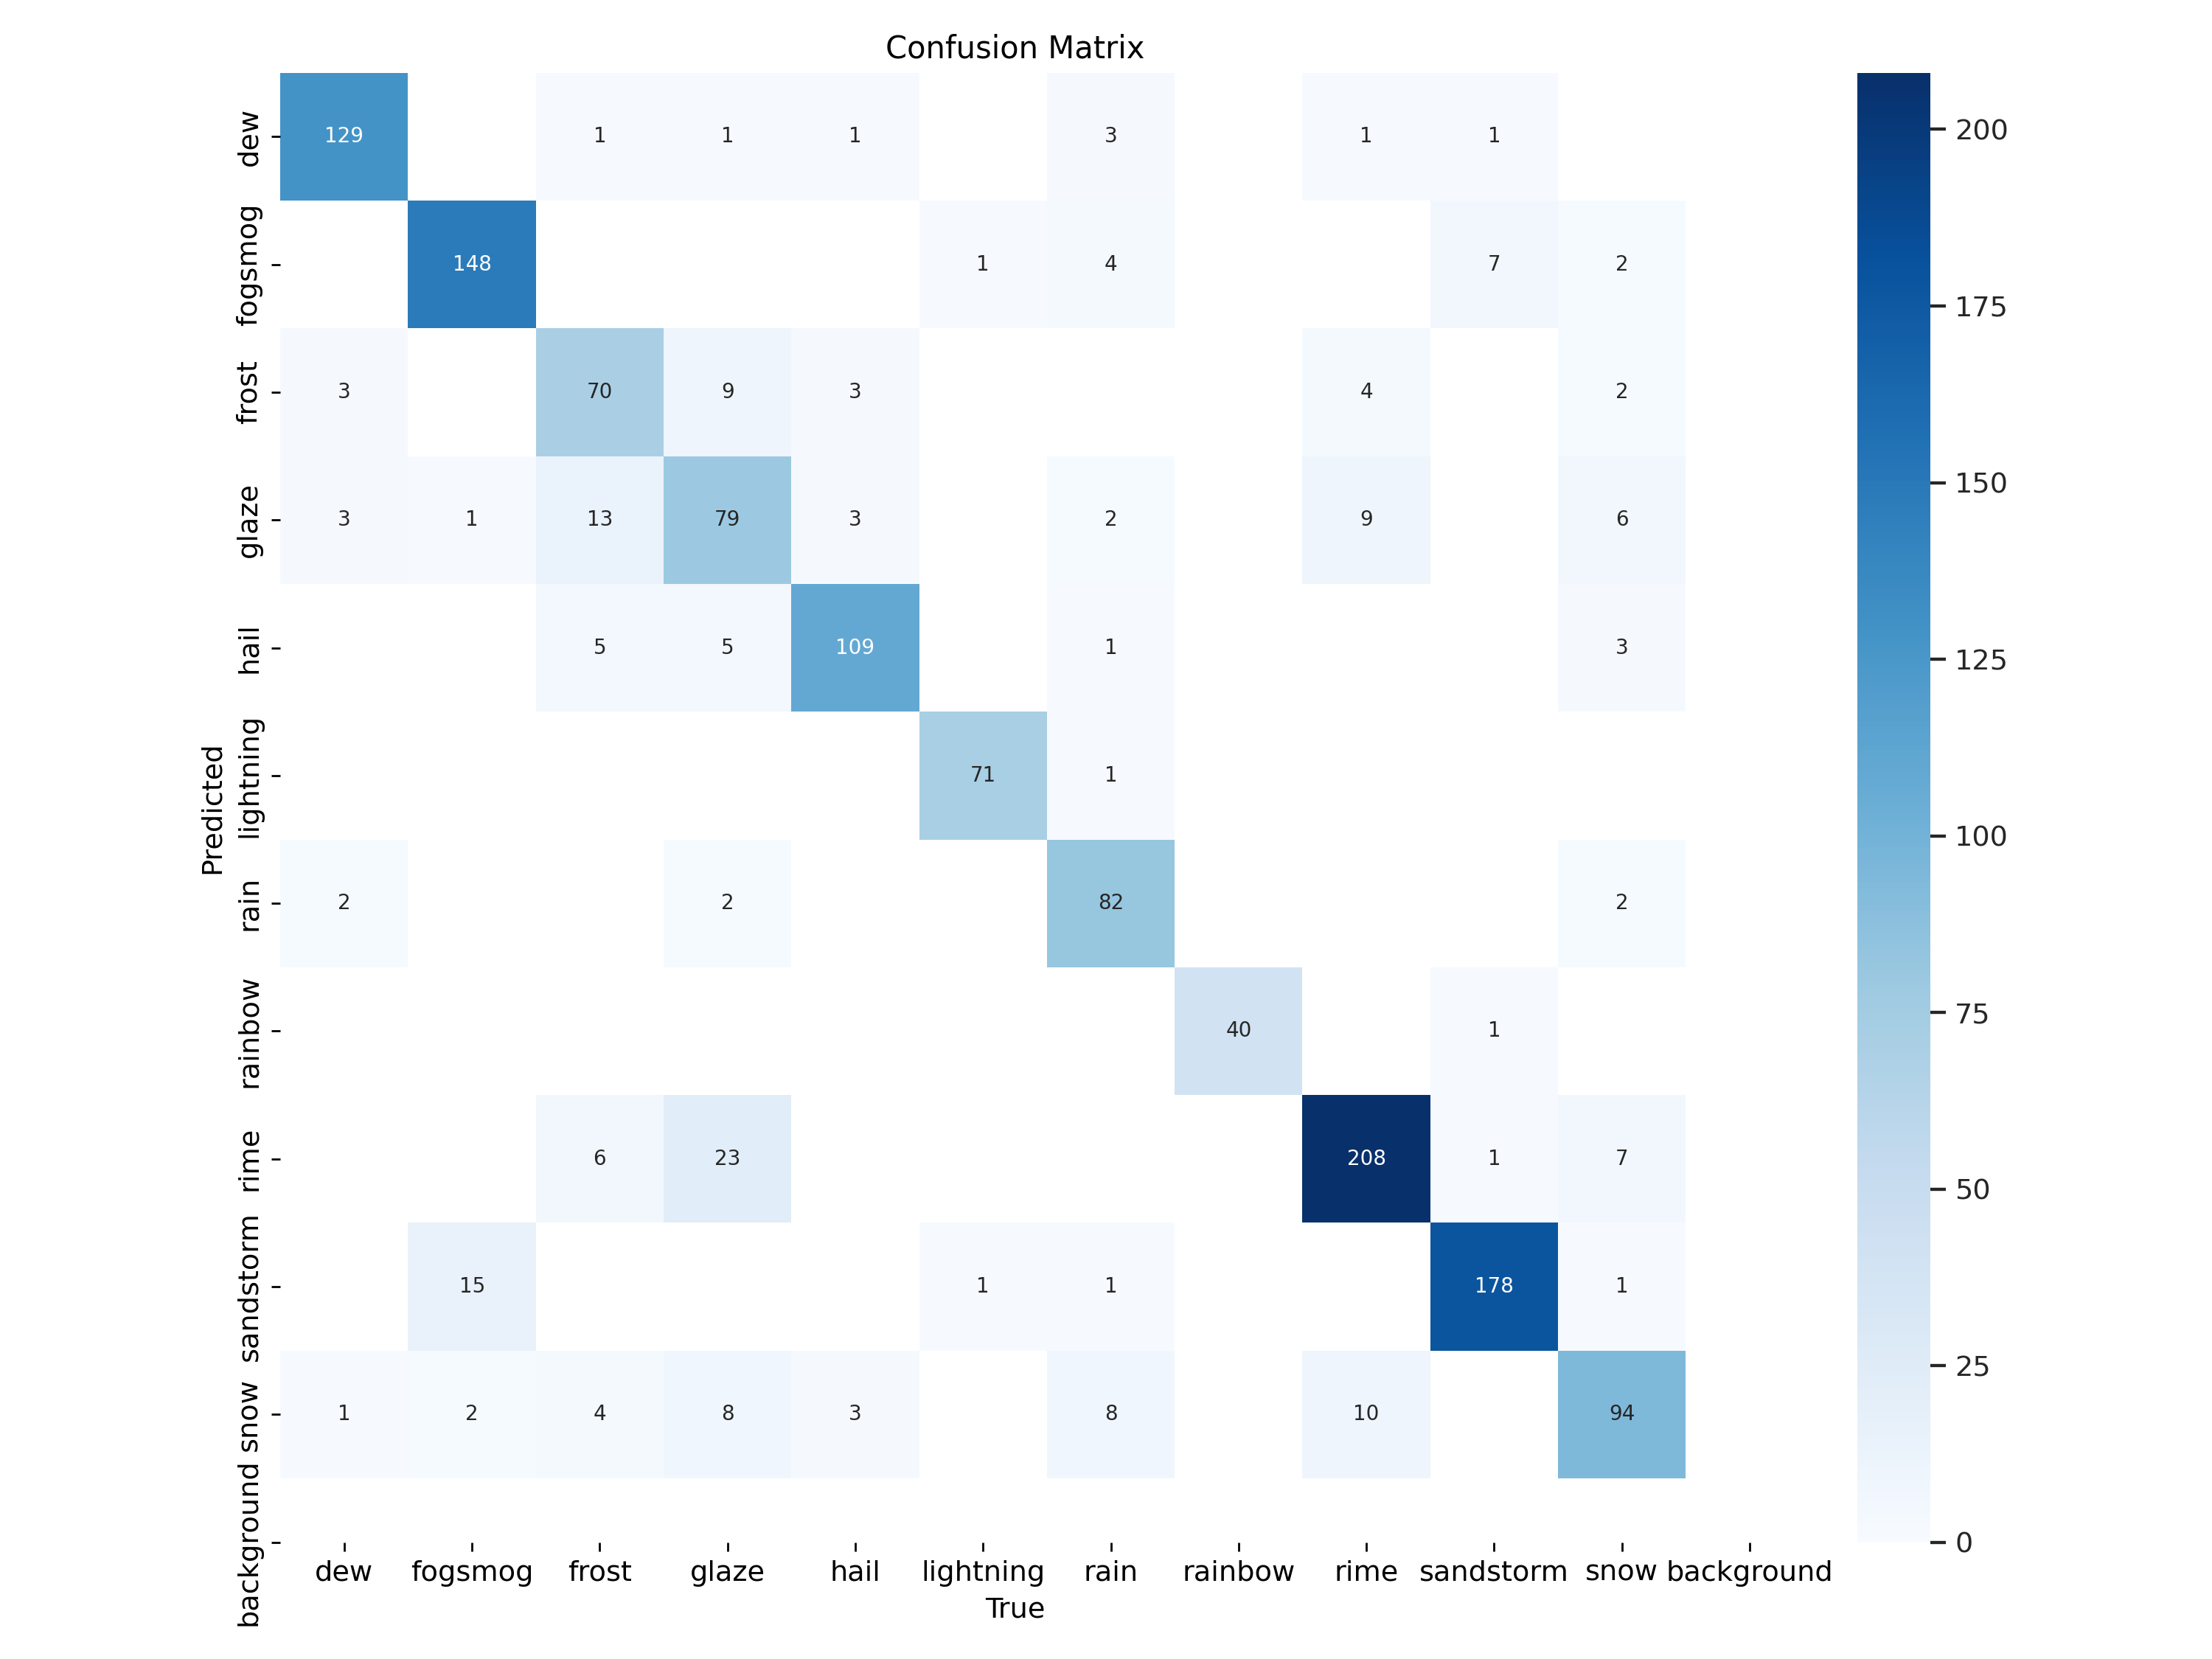 Confusion Matrix
Predicted
dew 129 1 1 1 3 1 1
fogsmog 148 1 4 7 2
frost 3 70 9 3 4 2
glaze 3 1 13 79 3 2 9 6
hail 5 5 109 1 3
lightning 71 1
rain 2 2 82 2
rainbow 40 1
rime 6 23 208 1 7
sandstorm 15 1 1 178 1
snow 1 2 4 8 3 8 10 94
background
dew fogsmog frost glaze hail lightning rain rainbow rime sandstorm snow background
True
200
175
150
125
100
75
50
25
0